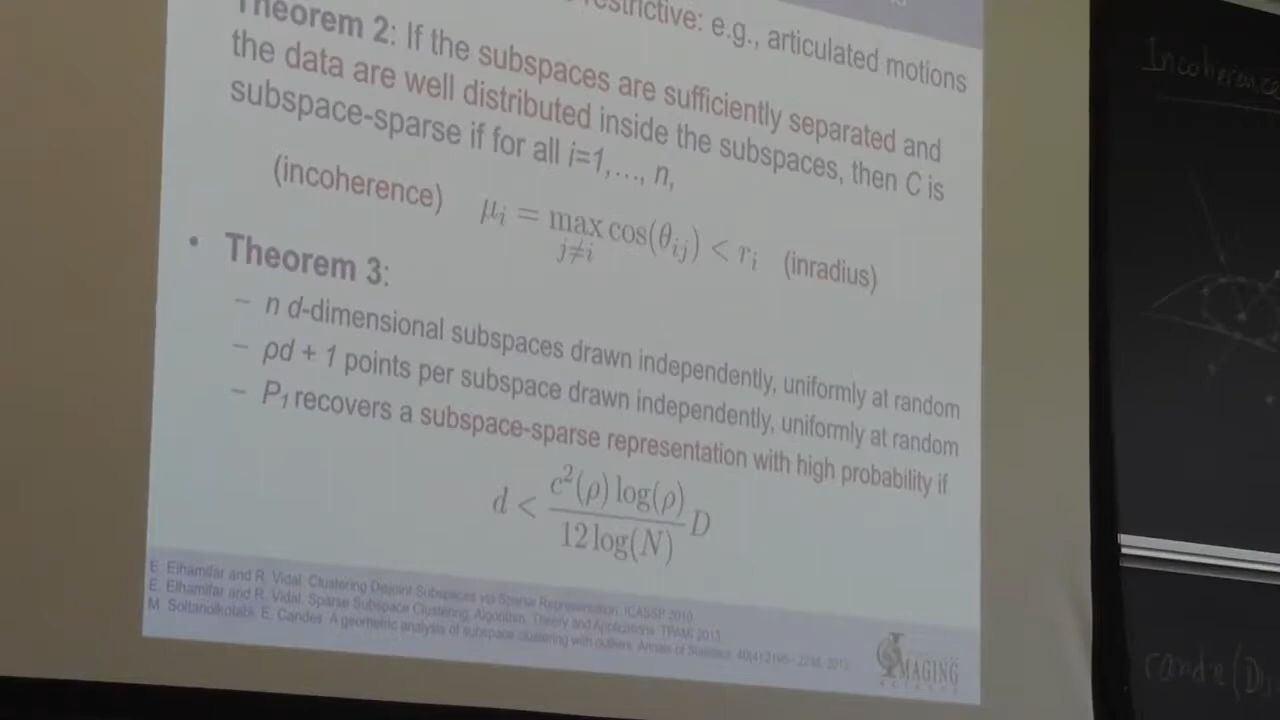 restrictive: e.g., articulated motions
Theorem 2: If the subspaces are sufficiently separated and
the data are well distributed inside the subspaces, then C is
subspace-sparse if for all i=1,…, n,
(incoherence) μᵢ = max cos(θᵢⱼ) < rᵢ (inradius)
j≠i
• Theorem 3:
– n d-dimensional subspaces drawn independently, uniformly at random
– ρd + 1 points per subspace drawn independently, uniformly at random
– P₁ recovers a subspace-sparse representation with high probability if
d < c²(ρ) log(ρ) / 12 log(N) D
E. Elhamifar and R. Vidal. Clustering Disjoint Subspaces via Sparse Representation. ICASSP 2010.
E. Elhamifar and R. Vidal. Sparse Subspace Clustering: Algorithm, Theory and Applications. TPAMI 2013.
M. Soltanolkotabi, E. Candes. A geometric analysis of subspace clustering with outliers. Annals of Statistics
IMAGING
Incoherence